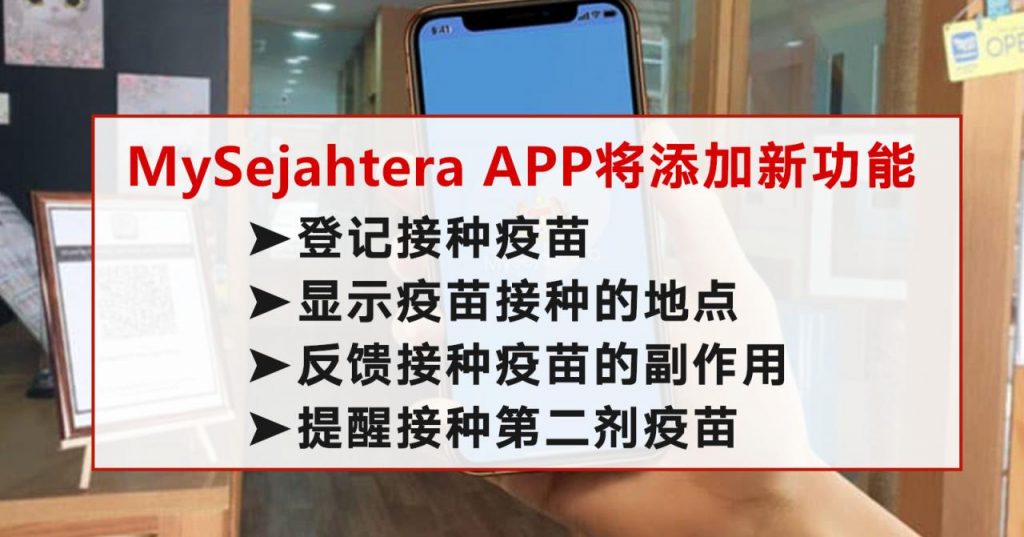 9:41
OPE
MySejahtera APP将添加新功能
➤登记接种疫苗
➤显示疫苗接种的地点
➤反馈接种疫苗的副作用
➤提醒接种第二剂疫苗